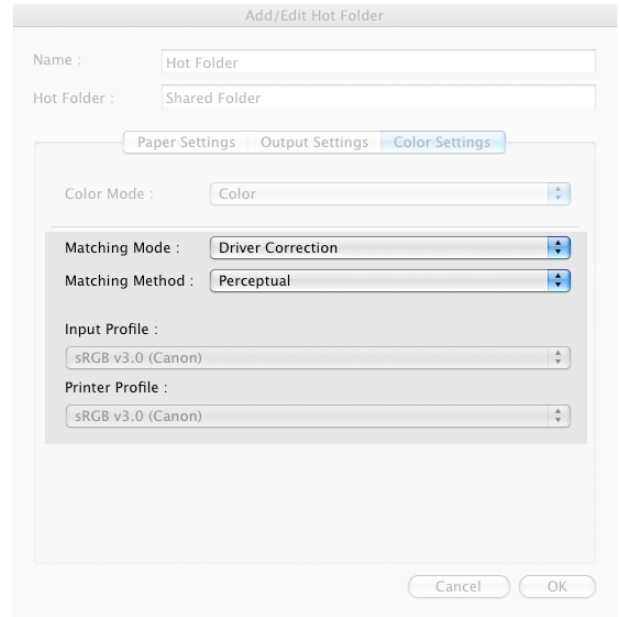 Add/Edit Hot Folder
Name : Hot Folder
Hot Folder : Shared Folder
Paper Settings Output Settings Color Settings
Color Mode : Color
Matching Mode : Driver Correction
Matching Method : Perceptual
Input Profile :
sRGB v3.0 (Canon)
Printer Profile :
sRGB v3.0 (Canon)
Cancel OK